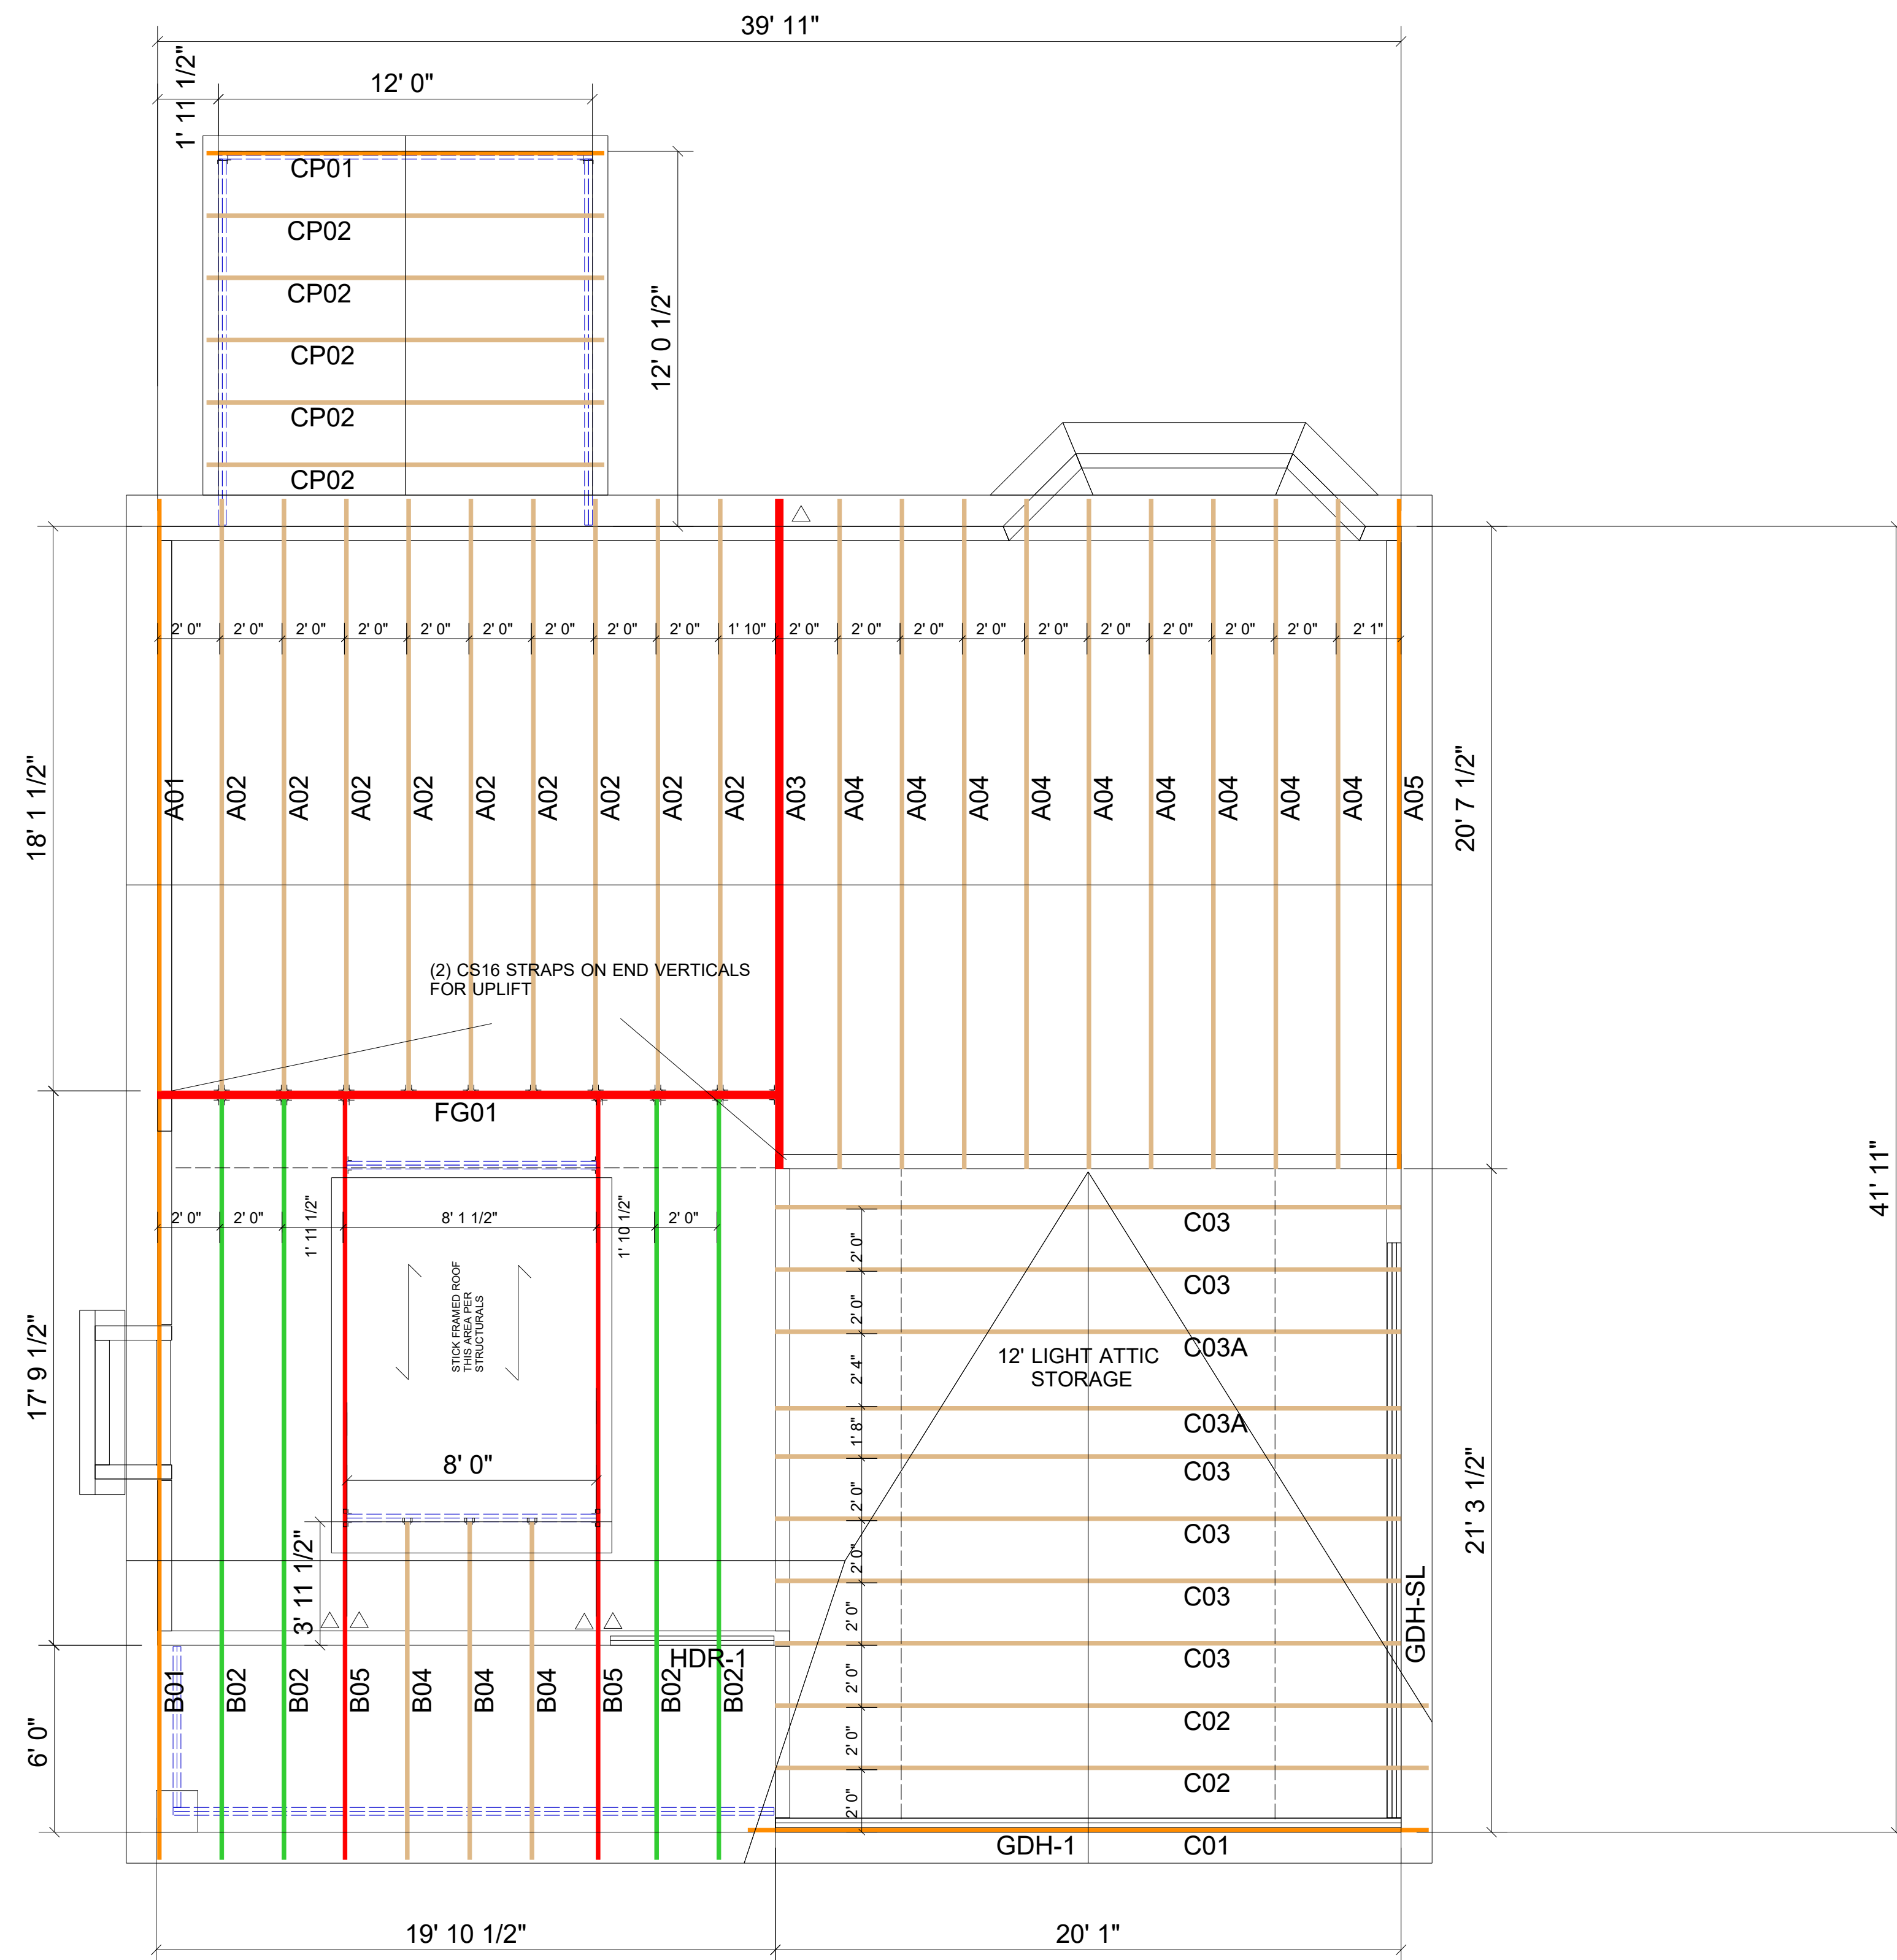 39' 11"
1' 11 1/2"
12' 0"
CP01
CP02
CP02
CP02
CP02
CP02
12' 0 1/2"
2' 0"
2' 0"
2' 0"
2' 0"
2' 0"
2' 0"
2' 0"
2' 0"
2' 0"
1' 10"
2' 0"
2' 0"
2' 0"
2' 0"
2' 0"
2' 0"
2' 0"
2' 0"
2' 0"
2' 1"
18' 1 1/2"
A01
A02
A02
A02
A02
A02
A02
A02
A02
A02
A03
A04
A04
A04
A04
A04
A04
A04
A04
A04
A05
20' 7 1/2"
(2) CS16 STRAPS ON END VERTICALS
FOR UPLIFT
FG01
41' 11"
2' 0"
2' 0"
1' 11 1/2"
8' 1 1/2"
1' 10 1/2"
2' 0"
STICK FRAMED ROOF
THIS AREA PER
STRUCTURALS
17' 9 1/2"
8' 0"
3' 11 1/2"
C03
2' 0"
C03
2' 0"
C03A
12' LIGHT ATTIC
STORAGE
2' 4"
C03A
1' 8"
C03
2' 0"
C03
2' 0"
C03
2' 0"
C03
2' 0"
C02
2' 0"
C02
2' 0"
GDH-SL
21' 3 1/2"
HDR-1
6' 0"
B01
B02
B02
B05
B04
B04
B04
B05
B02
B02
GDH-1
C01
19' 10 1/2"
20' 1"